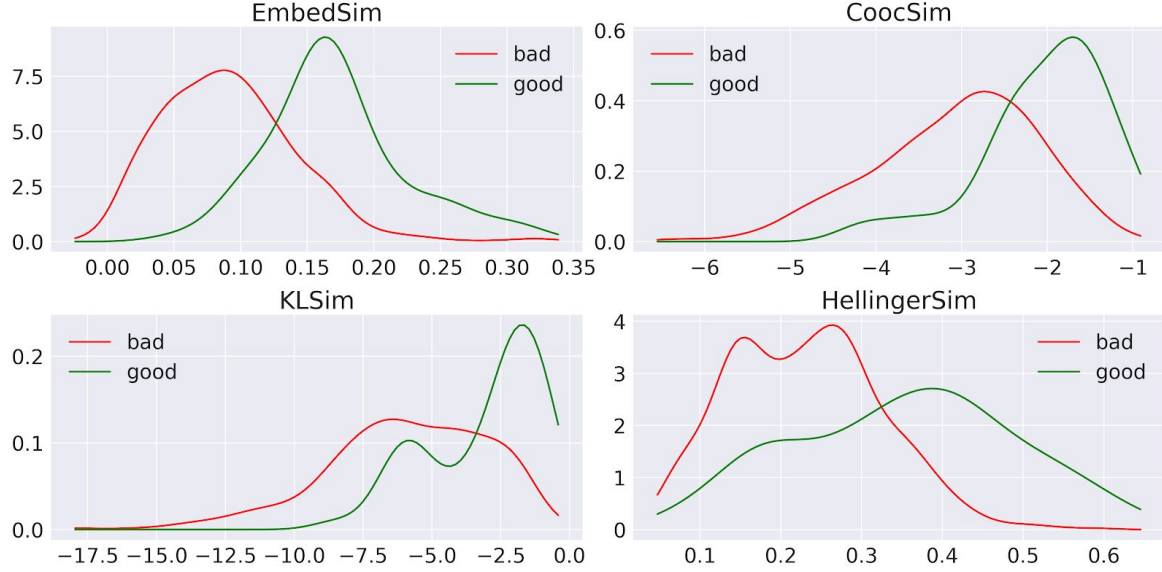 EmbedSim
7.5
5.0
2.5
0.0
bad
good
0.00 0.05 0.10 0.15 0.20 0.25 0.30 0.35
CoocSim
0.6
0.4
0.2
0.0
bad
good
−6 −5 −4 −3 −2 −1
KLSim
0.2
0.1
0.0
bad
good
−17.5 −15.0 −12.5 −10.0 −7.5 −5.0 −2.5 0.0
HellingerSim
4
3
2
1
0
bad
good
0.1 0.2 0.3 0.4 0.5 0.6